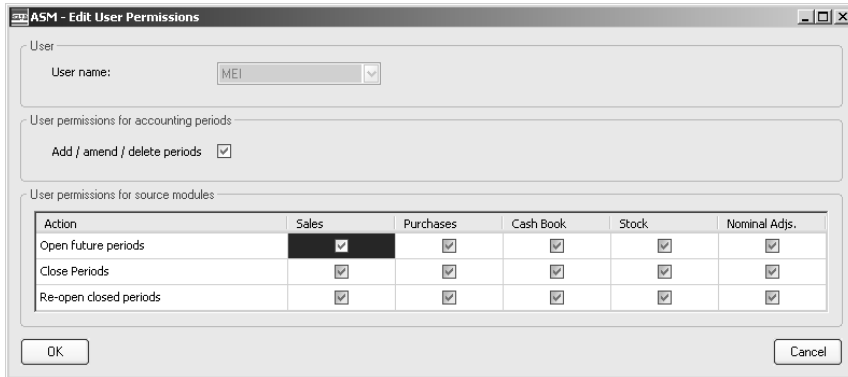 ASM - Edit User Permissions
User
User name: MEI
User permissions for accounting periods
Add / amend / delete periods
User permissions for source modules
Action Sales Purchases Cash Book Stock Nominal Adjs.
Open future periods
Close Periods
Re-open closed periods
OK Cancel